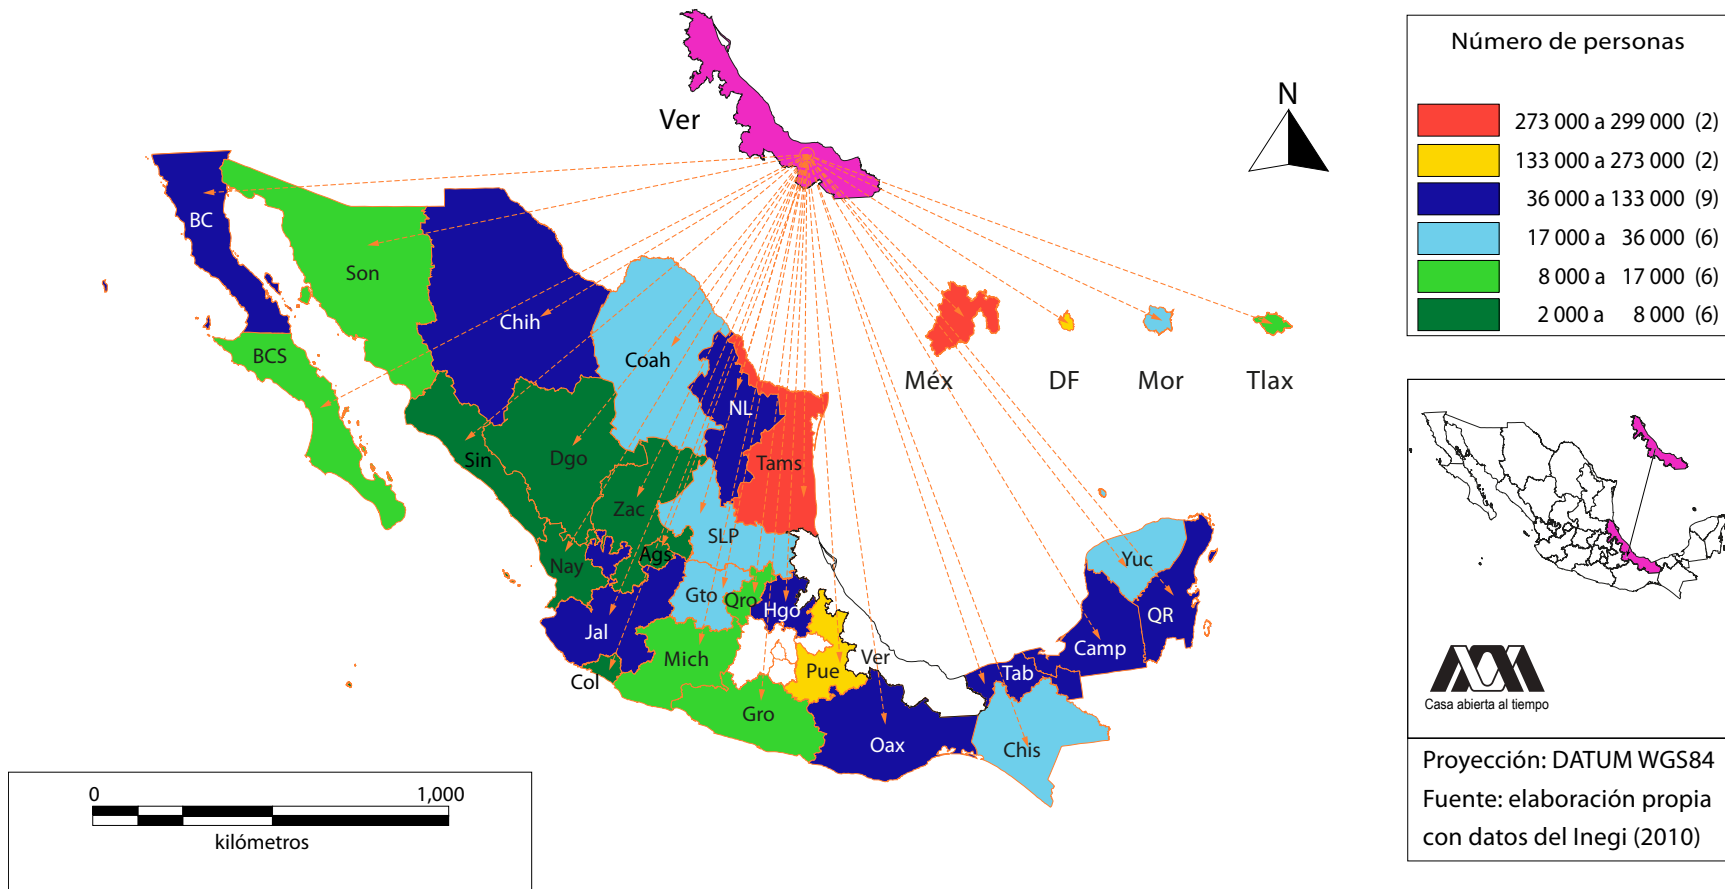 Ver
N
BC
Son
Chih
BCS
Coah
NL
Sin
Dgo
Tams
Zac
SLP
Nay
Ags
Gto
Qro
Hgo
Jal
Mich
Pue
Ver
Col
Gro
Oax
Tab
Chis
Camp
QR
Yuc
Méx
DF
Mor
Tlax
Número de personas
273 000 a 299 000 (2)
133 000 a 273 000 (2)
36 000 a 133 000 (9)
17 000 a 36 000 (6)
8 000 a 17 000 (6)
2 000 a 8 000 (6)
Casa abierta al tiempo
Proyección: DATUM WGS84
Fuente: elaboración propia
con datos del Inegi (2010)
0 1,000
kilómetros